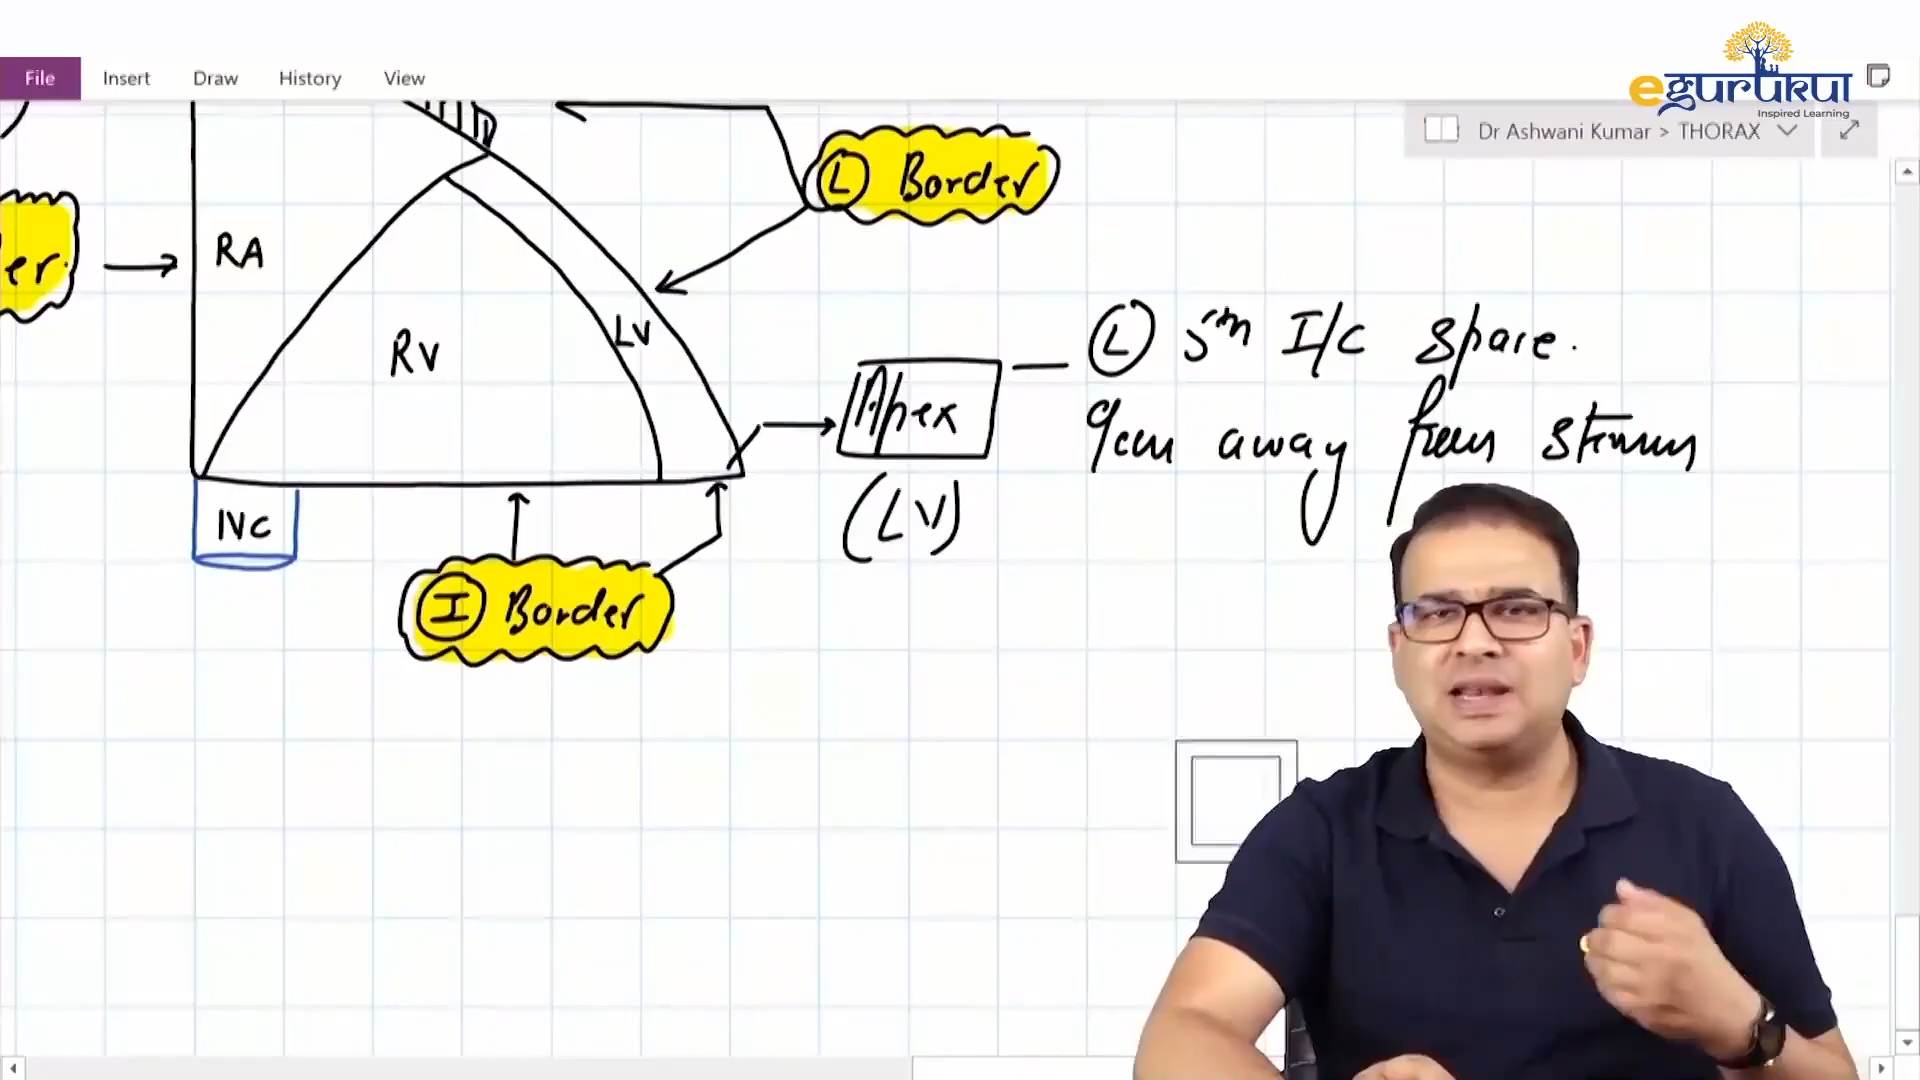 egurukul
Inspired Learning
File Insert Draw History View
Dr Ashwani Kumar > THORAX
L Border
er.
RA
RV
LV
Apex
(LV)
L 5th I/C space.
9cm away from sternum
IVC
I Border